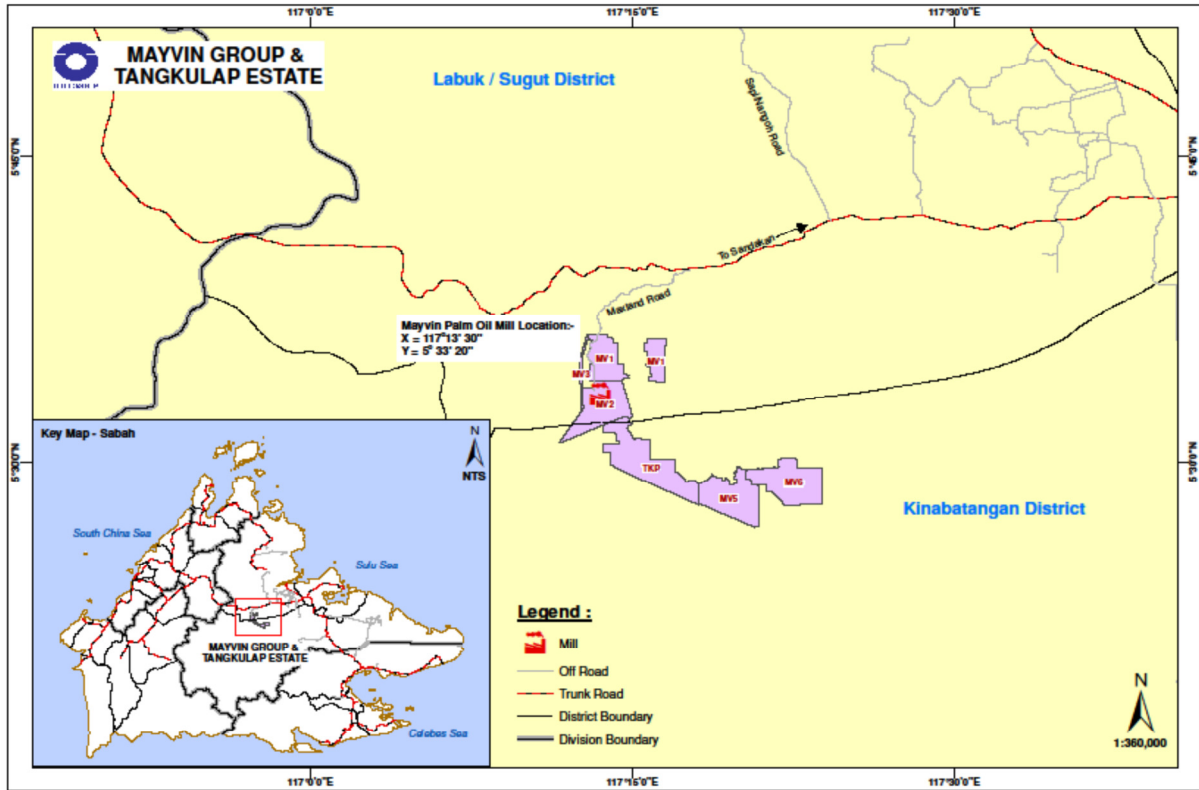 117°0'0"E
117°15'0"E
117°30'0"E
MAYVIN GROUP &
TANGKULAP ESTATE
Labuk / Sugut District
Sapi Nangoh Road
5°45'0"N
5°45'0"N
To Sandakan
Maxland Road
Mayvin Palm Oil Mill Location:-
X = 117°13' 30"
Y = 5° 33' 20"
MV1
MV1
MV3
MV2
TKP
MV5
MV6
5°30'0"N
5°30'0"N
Kinabatangan District
Key Map - Sabah
N
NTS
South China Sea
Sulu Sea
MAYVIN GROUP &
TANGKULAP ESTATE
Celebes Sea
Legend :
Mill
Off Road
Trunk Road
District Boundary
Division Boundary
N
1:360,000
117°0'0"E
117°15'0"E
117°30'0"E